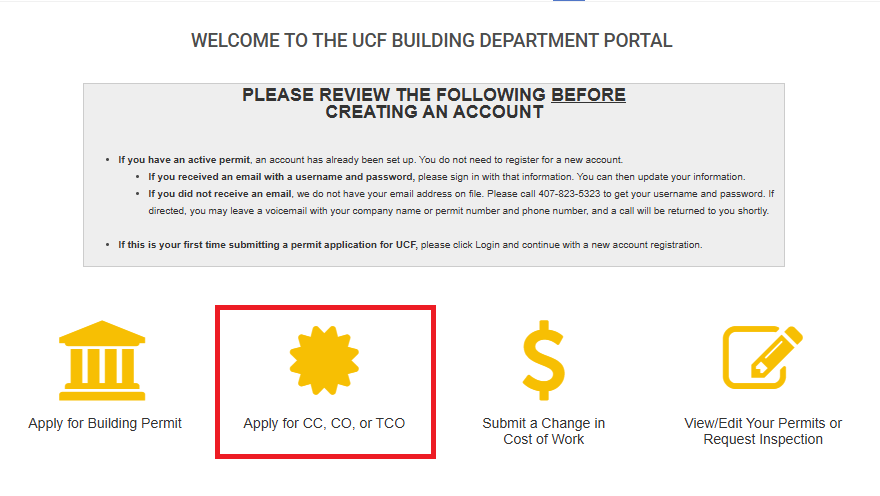 WELCOME TO THE UCF BUILDING DEPARTMENT PORTAL
PLEASE REVIEW THE FOLLOWING BEFORE
CREATING AN ACCOUNT
• If you have an active permit, an account has already been set up. You do not need to register for a new account.
• If you received an email with a username and password, please sign in with that information. You can then update your information.
• If you did not receive an email, we do not have your email address on file. Please call 407-823-5323 to get your username and password. If
directed, you may leave a voicemail with your company name or permit number and phone number, and a call will be returned to you shortly.
• If this is your first time submitting a permit application for UCF, please click Login and continue with a new account registration.
Apply for Building Permit
Apply for CC, CO, or TCO
Submit a Change in
Cost of Work
View/Edit Your Permits or
Request Inspection